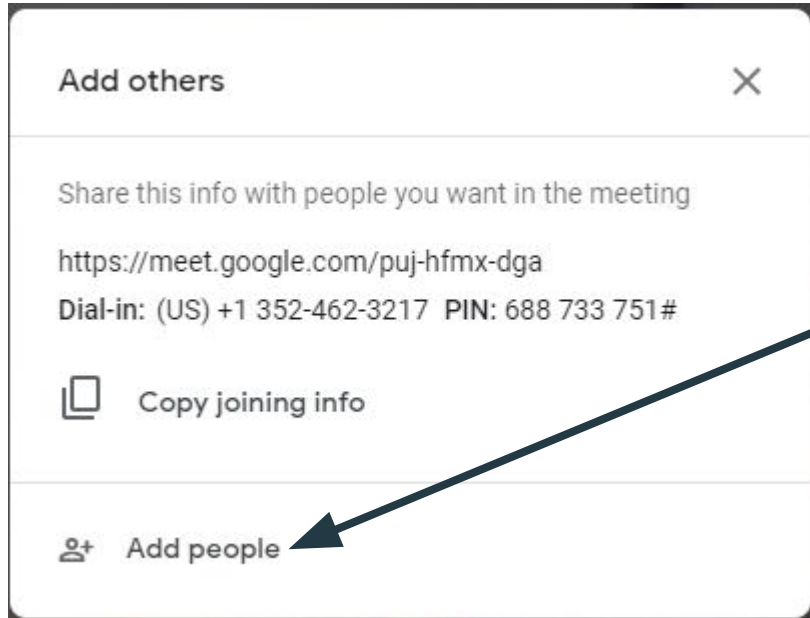 Add others
Share this info with people you want in the meeting
https://meet.google.com/puj-hfmx-dga
Dial-in: (US) +1 352-462-3217 PIN: 688 733 751#
Copy joining info
Add people